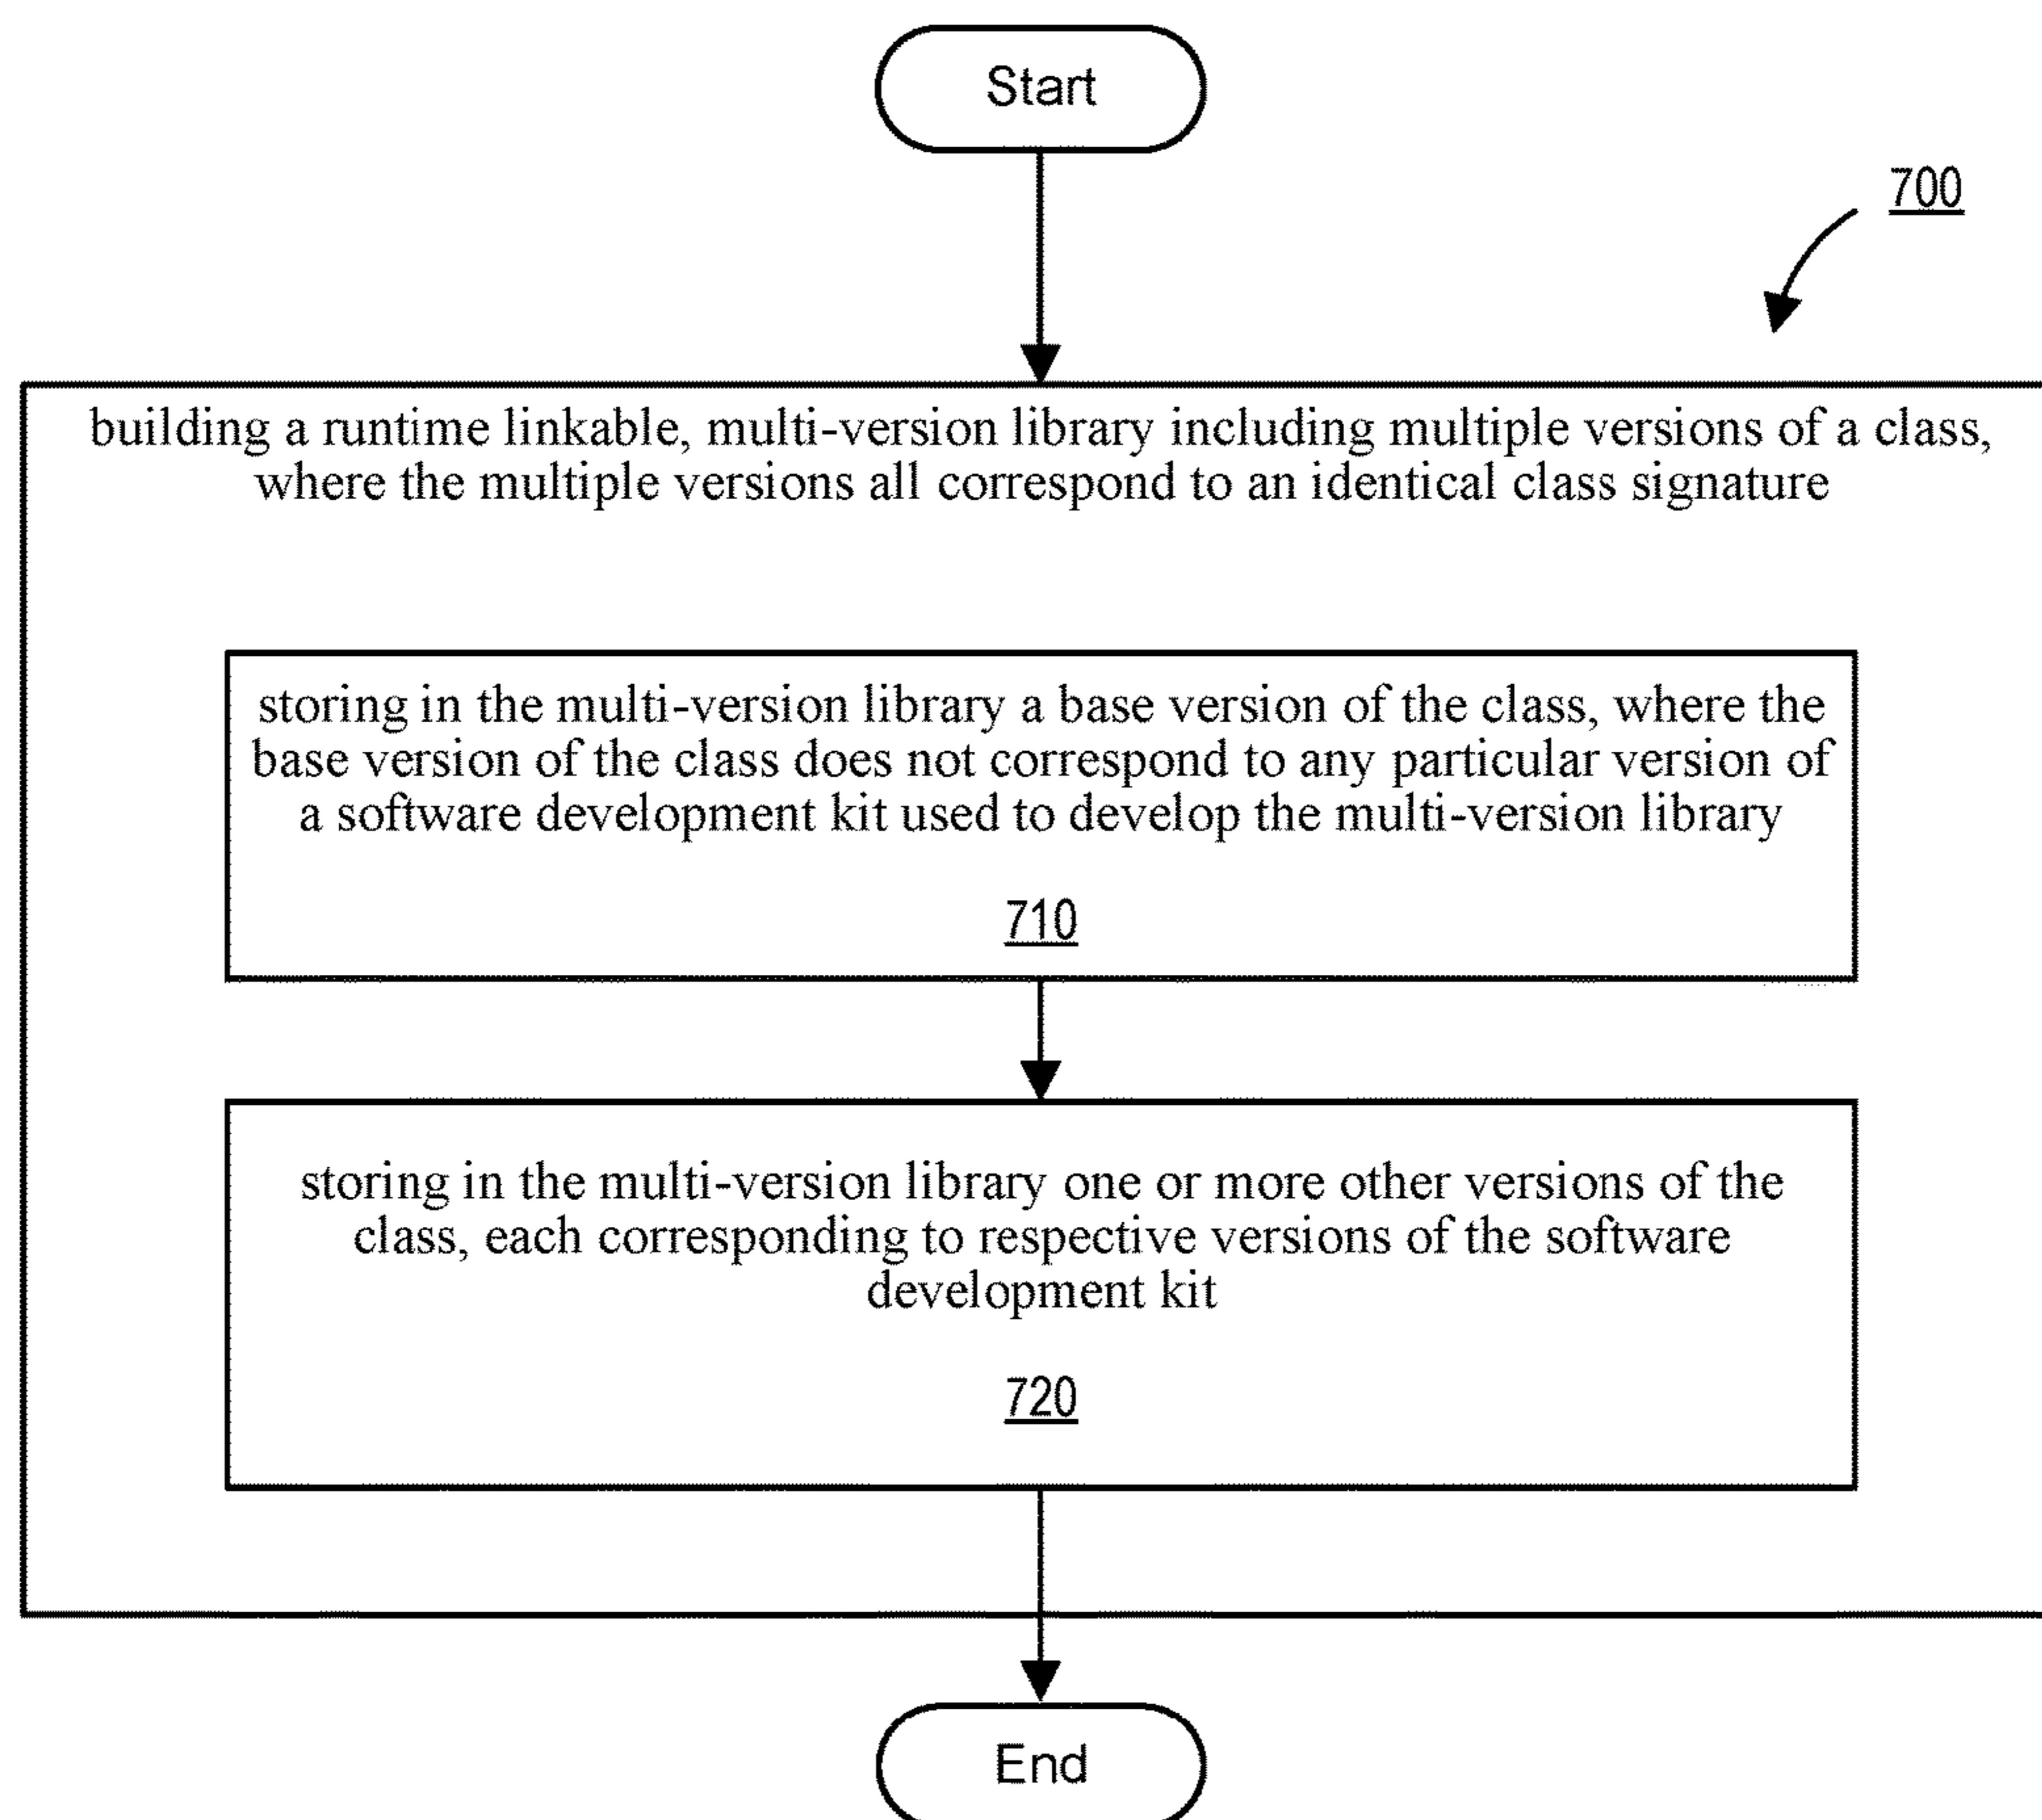 Start
700
building a runtime linkable, multi-version library including multiple versions of a class,
where the multiple versions all correspond to an identical class signature
storing in the multi-version library a base version of the class, where the
base version of the class does not correspond to any particular version of
a software development kit used to develop the multi-version library
710
storing in the multi-version library one or more other versions of the
class, each corresponding to respective versions of the software
development kit
720
End